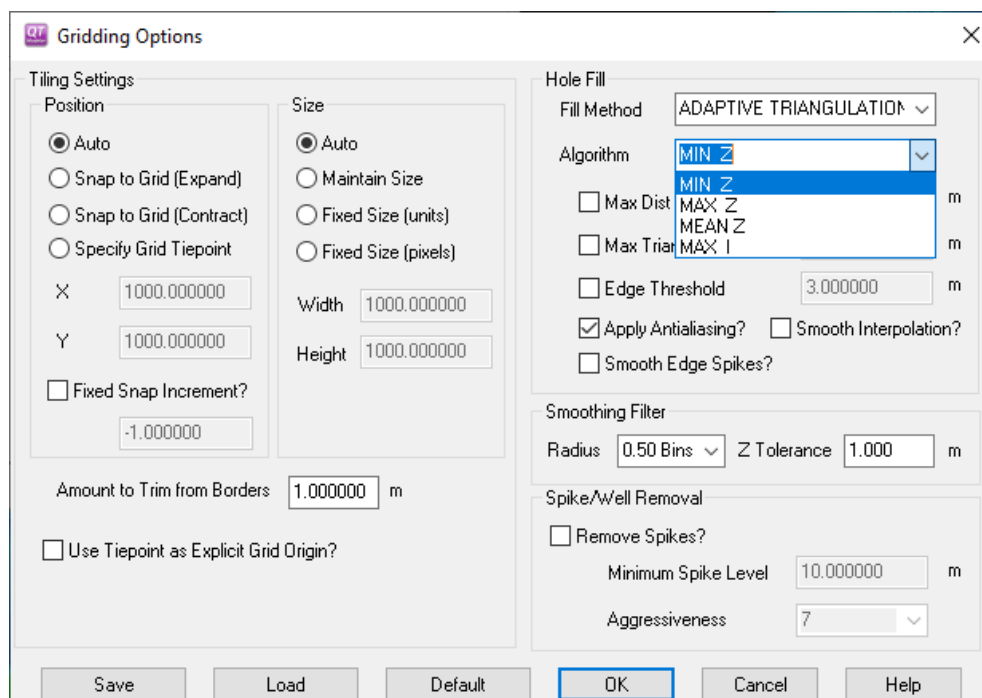 QT
Gridding Options
Tiling Settings
Position
Auto
Snap to Grid (Expand)
Snap to Grid (Contract)
Specify Grid Tiepoint
X 1000.000000
Y 1000.000000
Fixed Snap Increment?
-1.000000
Size
Auto
Maintain Size
Fixed Size (units)
Fixed Size (pixels)
Width 1000.000000
Height 1000.000000
Amount to Trim from Borders 1.000000 m
Use Tiepoint as Explicit Grid Origin?
Hole Fill
Fill Method ADAPTIVE TRIANGULATION
Algorithm MIN Z
MIN Z
MAX Z
MEAN Z
MAX I
Max Dist m
Max m
Edge Threshold 3.000000 m
Apply Antialiasing? Smooth Interpolation?
Smooth Edge Spikes?
Smoothing Filter
Radius 0.50 Bins Z Tolerance 1.000 m
Spike/Well Removal
Remove Spikes?
Minimum Spike Level 10.000000 m
Aggressiveness 7
Save Load Default OK Cancel Help